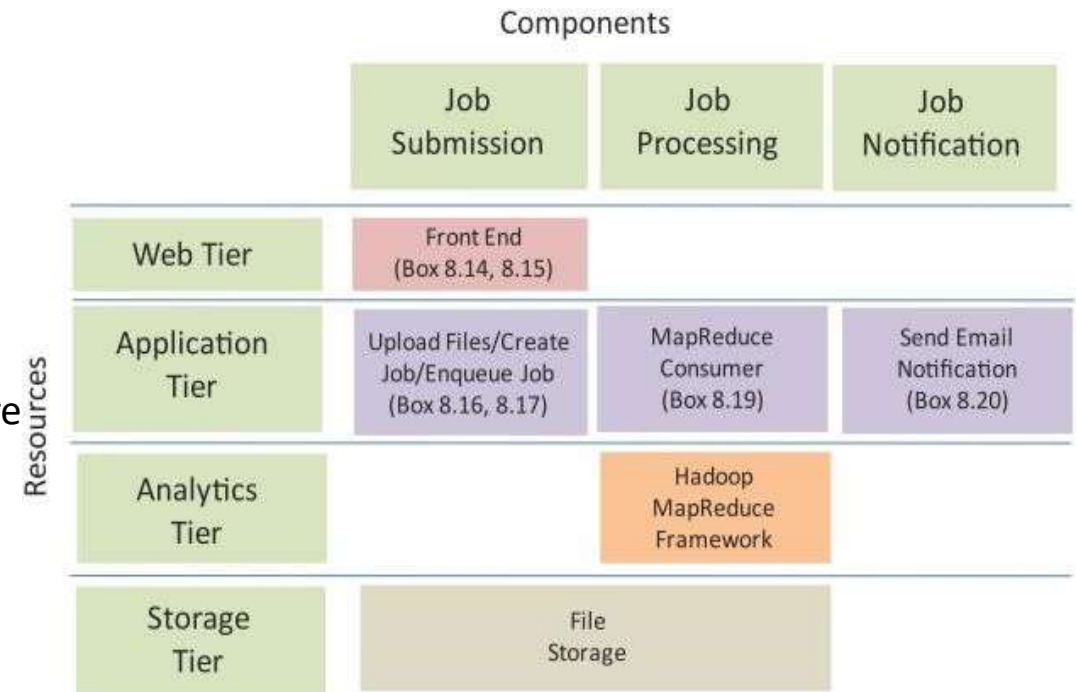 Components
Job
Submission
Job
Processing
Job
Notification
Resources
Web Tier
Front End
(Box 8.14, 8.15)
Application
Tier
Upload Files/Create
Job/Enqueue Job
(Box 8.16, 8.17)
MapReduce
Consumer
(Box 8.19)
Send Email
Notification
(Box 8.20)
e
Analytics
Tier
Hadoop
MapReduce
Framework
Storage
Tier
File
Storage